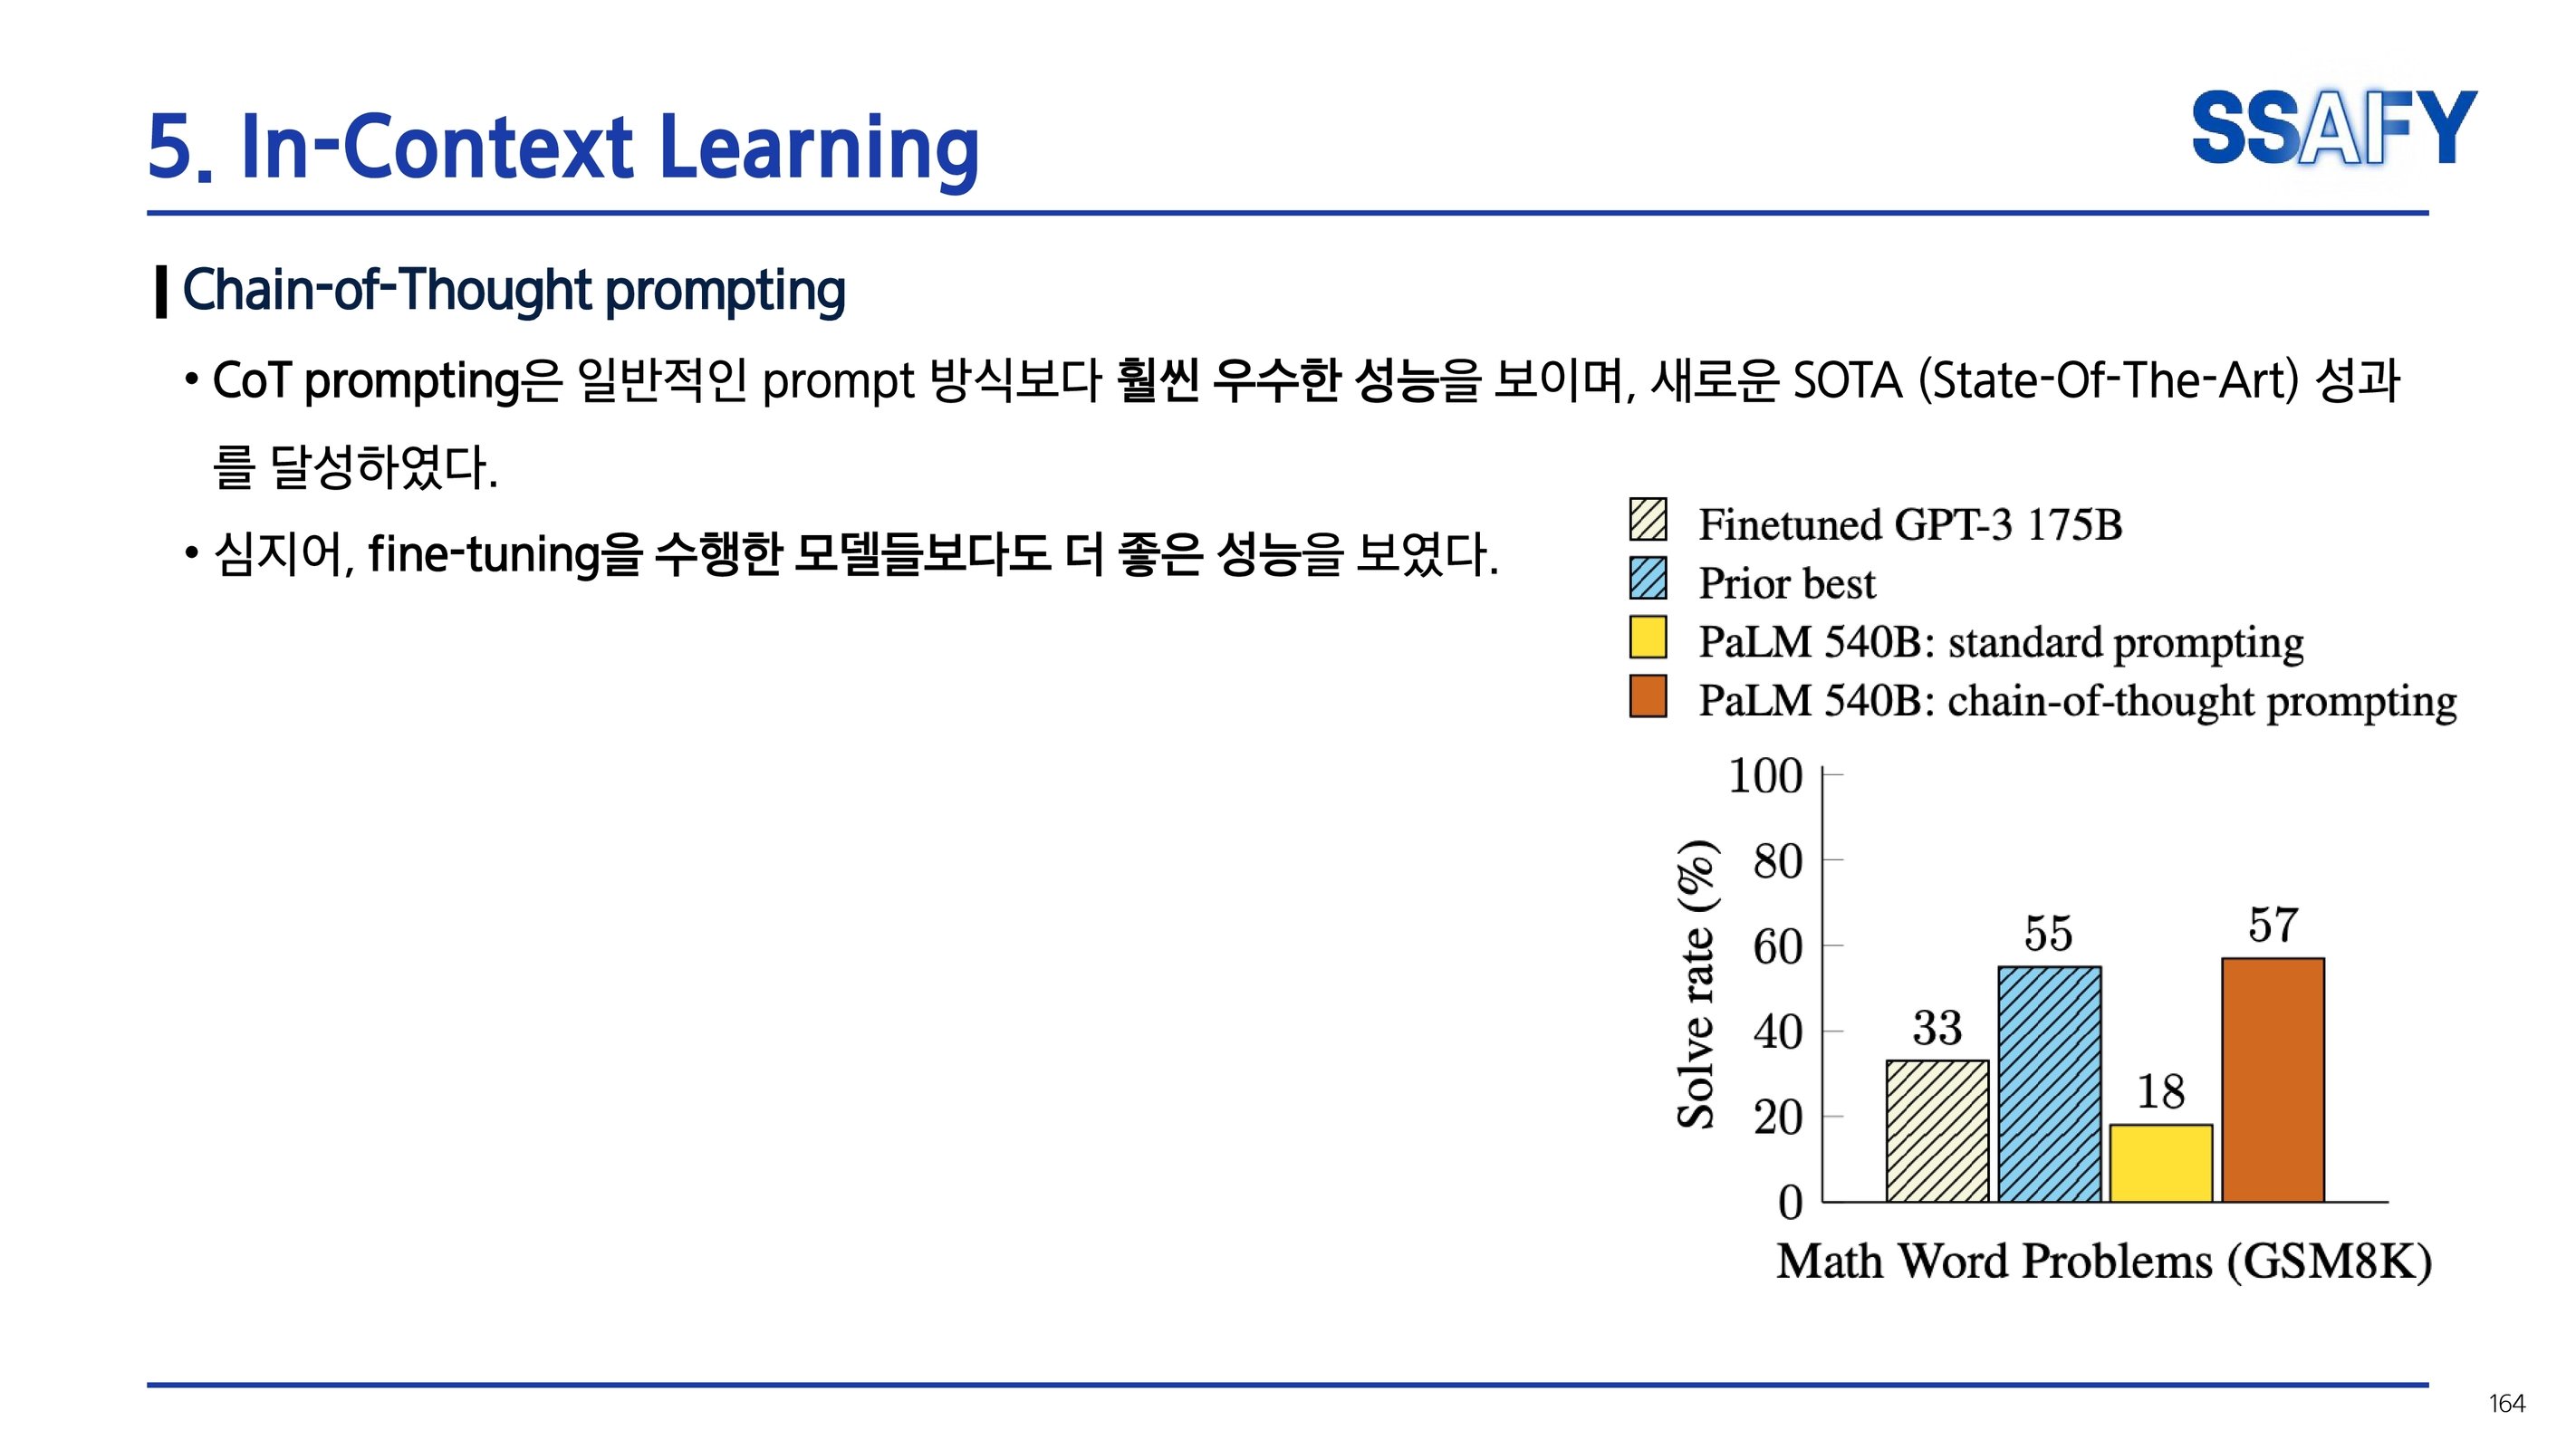 5. In-Context Learning
SSAFY
Chain-of-Thought prompting
• CoT prompting은 일반적인 prompt 방식보다 훨씬 우수한 성능을 보이며, 새로운 SOTA (State-Of-The-Art) 성과
를 달성하였다.
• 심지어, fine-tuning을 수행한 모델들보다도 더 좋은 성능을 보였다.
Finetuned GPT-3 175B
Prior best
PaLM 540B: standard prompting
PaLM 540B: chain-of-thought prompting
Solve rate (%)
100
80
60
40
20
0
33
55
18
57
Math Word Problems (GSM8K)
164